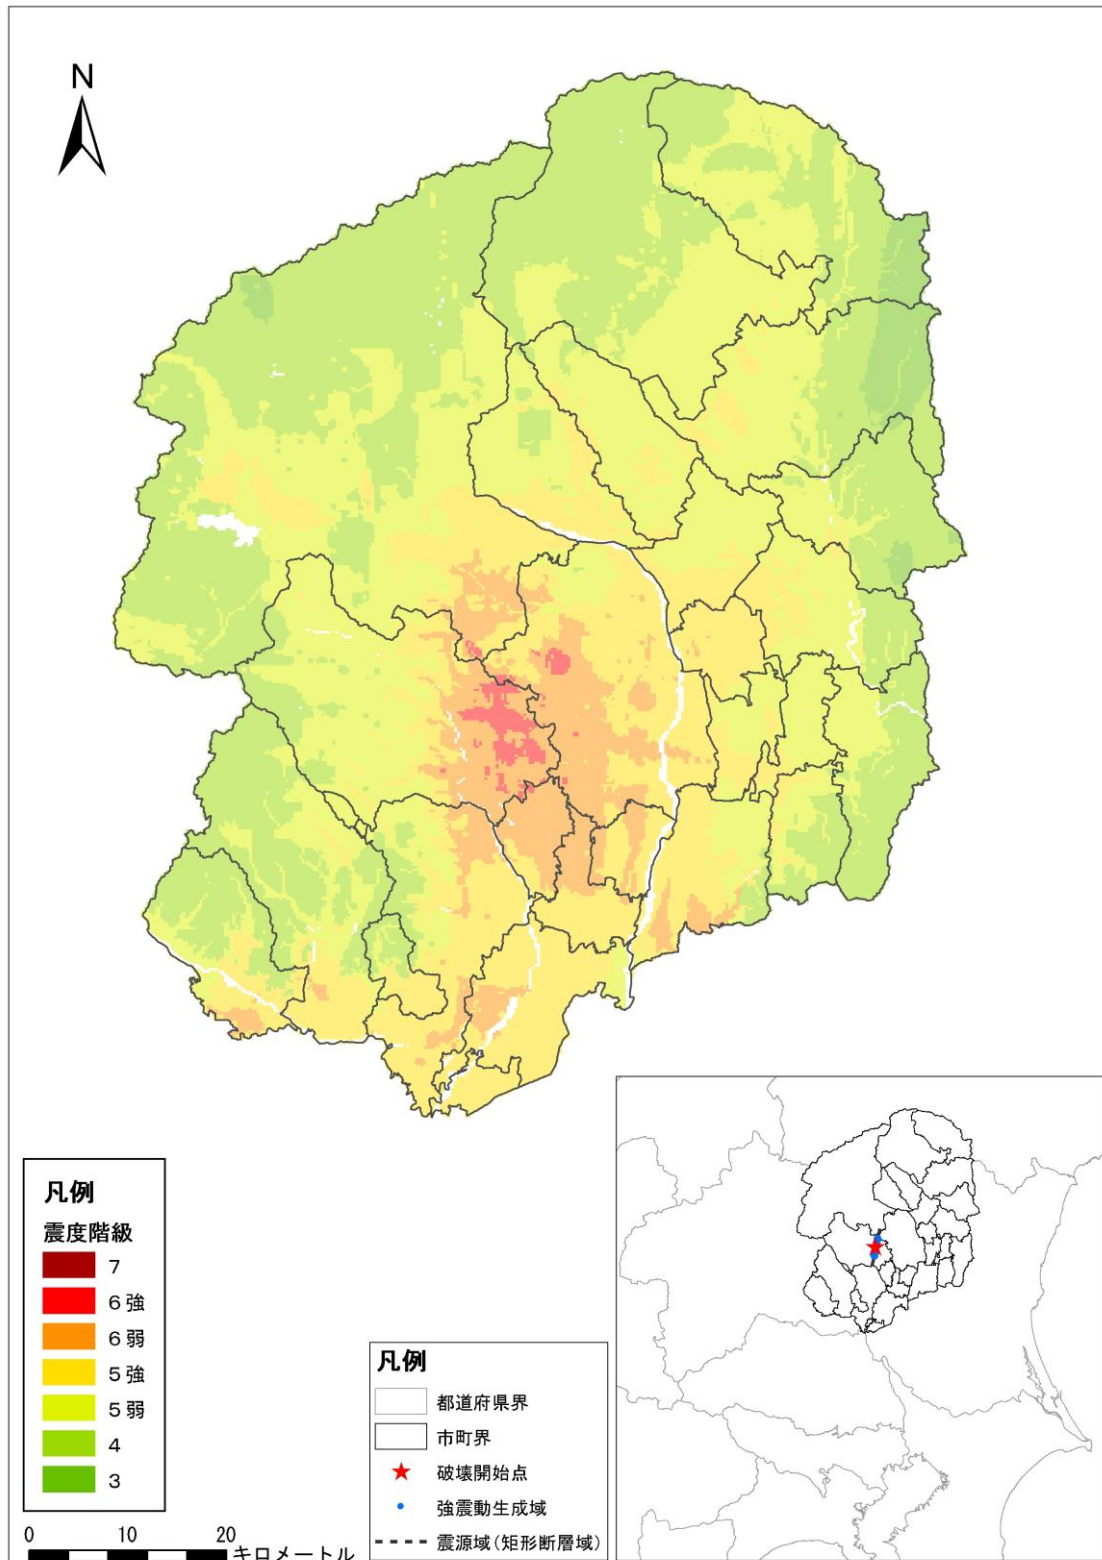 N
凡例
震度階級
7
6強
6弱
5強
5弱
4
3
0 10 20
キロメートル
凡例
都道府県界
市町界
破壊開始点
強震動生成域
震源域(矩形断層域)